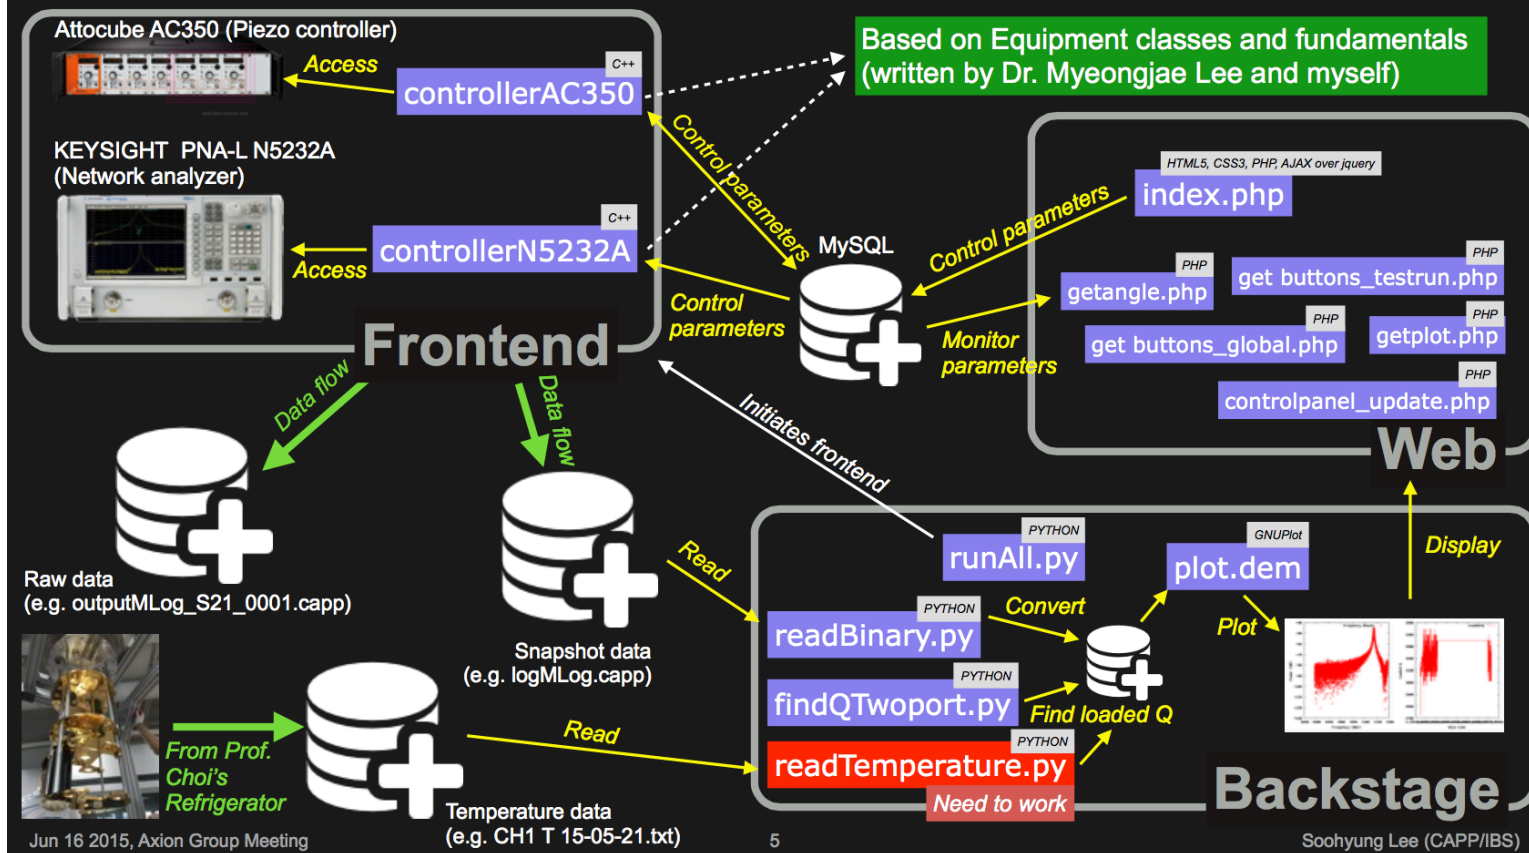 Attocube AC350 (Piezo controller)
Access
C++
controllerAC350
Based on Equipment classes and fundamentals
(written by Dr. Myeongjae Lee and myself)
KEYSIGHT PNA-L N5232A
(Network analyzer)
C++
controllerN5232A
Access
Control parameters
Control
parameters
Frontend
MySQL
Control parameters
Monitor
parameters
HTML5, CSS3, PHP, AJAX over jquery
index.php
PHP
getangle.php
PHP
get buttons_testrun.php
PHP
get buttons_global.php
PHP
getplot.php
PHP
controlpanel_update.php
Web
Data flow
Data flow
Initiates frontend
Raw data
(e.g. outputMLog_S21_0001.capp)
Snapshot data
(e.g. logMLog.capp)
Read
PYTHON
runAll.py
GNUPlot
plot.dem
Display
PYTHON
readBinary.py
Convert
Plot
PYTHON
findQTwoport.py
Find loaded Q
PYTHON
readTemperature.py
Need to work
Backstage
From Prof.
Choi's
Refrigerator
Read
Temperature data
(e.g. CH1 T 15-05-21.txt)
Jun 16 2015, Axion Group Meeting
5
Soohyung Lee (CAPP/IBS)